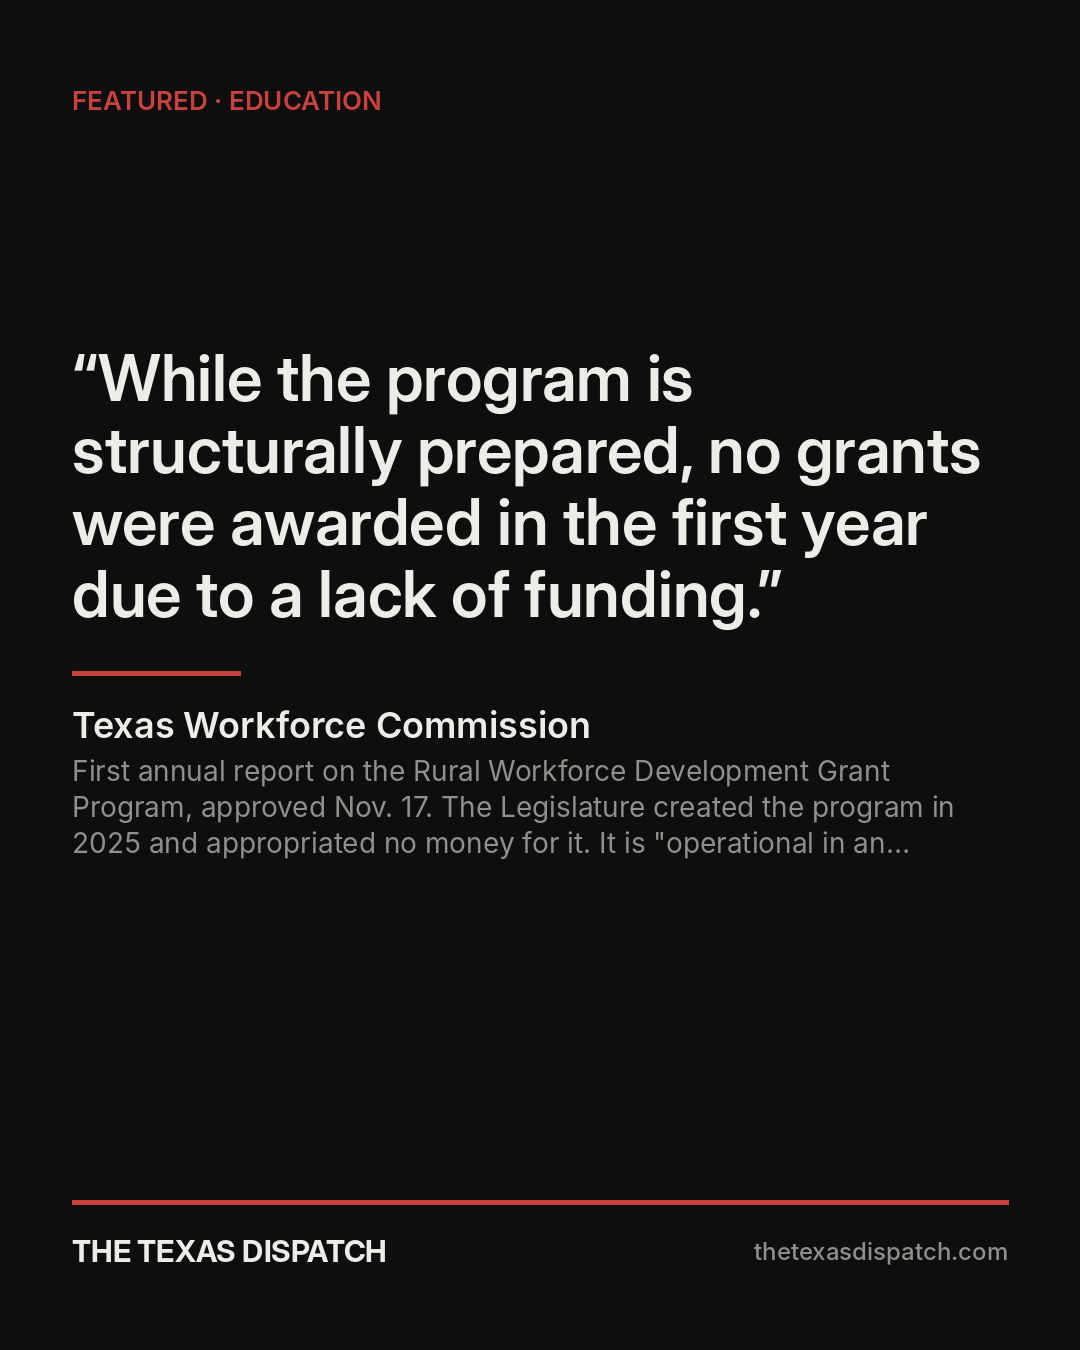 FEATURED · EDUCATION
“While the program is
structurally prepared, no grants
were awarded in the first year
due to a lack of funding.”
Texas Workforce Commission
First annual report on the Rural Workforce Development Grant
Program, approved Nov. 17. The Legislature created the program in
2025 and appropriated no money for it. It is "operational in an...
THE TEXAS DISPATCH
thetexasdispatch.com